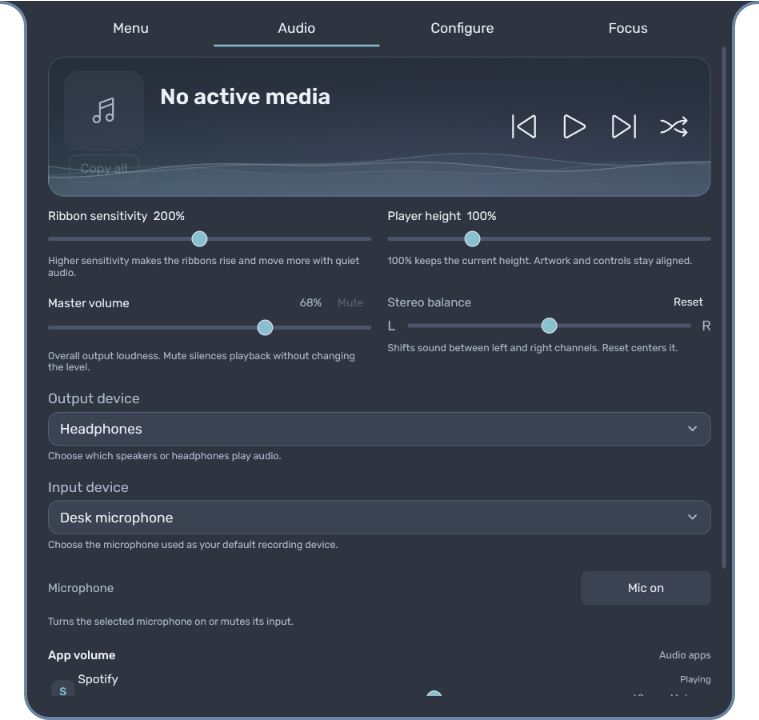 Menu Audio Configure Focus
No active media
Copy all
Ribbon sensitivity 200%
Player height 100%
Higher sensitivity makes the ribbons rise and move more with quiet
audio.
100% keeps the current height. Artwork and controls stay aligned.
Master volume 68% Mute
Stereo balance Reset
L R
Overall output loudness. Mute silences playback without changing
the level.
Shifts sound between left and right channels. Reset centers it.
Output device
Headphones
Choose which speakers or headphones play audio.
Input device
Desk microphone
Choose the microphone used as your default recording device.
Microphone Mic on
Turns the selected microphone on or mutes its input.
App volume Audio apps
Spotify Playing
S